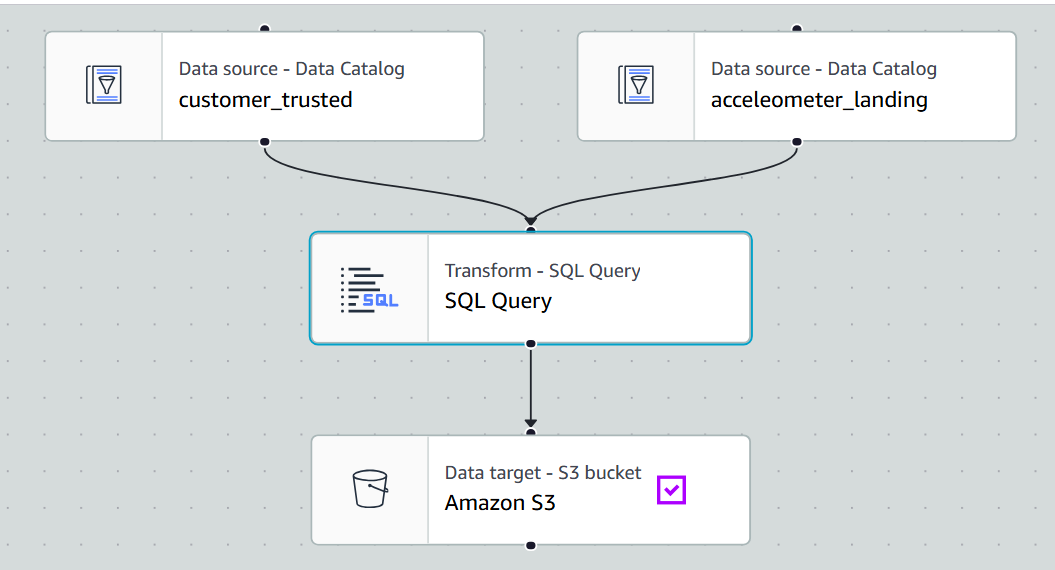 Data source - Data Catalog
customer_trusted
Data source - Data Catalog
acceleometer_landing
Transform - SQL Query
SQL Query
SQL
Data target - S3 bucket
Amazon S3